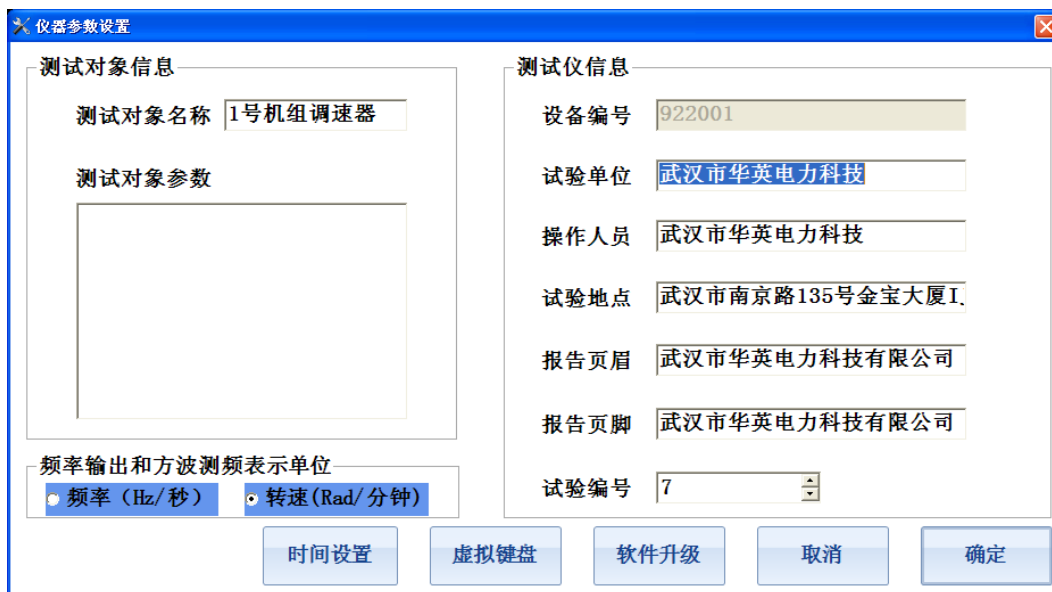 仪器参数设置
测试对象信息
测试对象名称 1号机组调速器
测试对象参数
频率输出和方波测频表示单位
频率（Hz/秒） 转速(Rad/分钟)
测试仪信息
设备编号 922001
试验单位 武汉市华英电力科技
操作人员 武汉市华英电力科技
试验地点 武汉市南京路135号金宝大厦I
报告页眉 武汉市华英电力科技有限公司
报告页脚 武汉市华英电力科技有限公司
试验编号 7
时间设置 虚拟键盘 软件升级 取消 确定